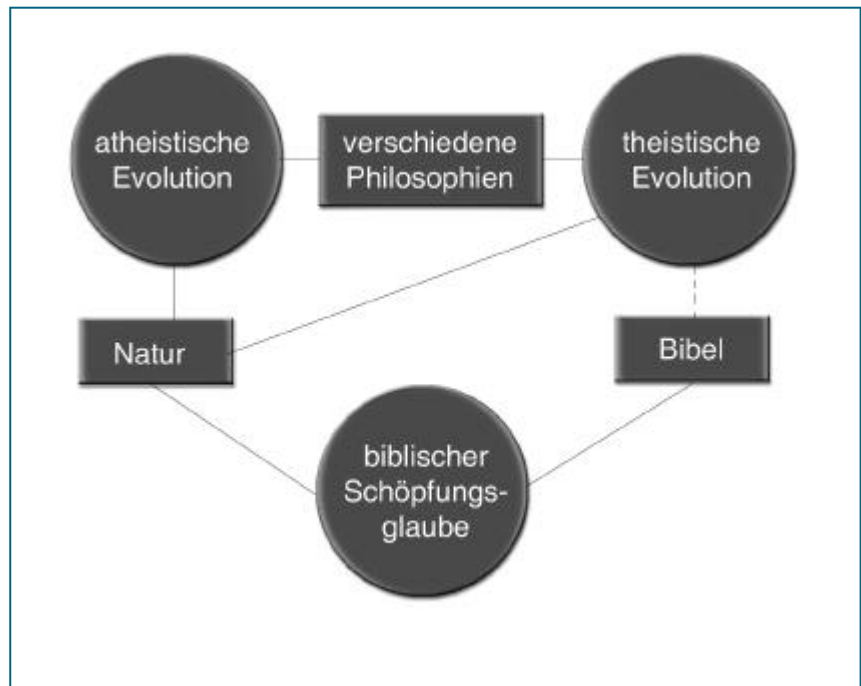 atheistische
Evolution
verschiedene
Philosophien
theistische
Evolution
Natur
Bibel
biblischer
Schöpfungs-
glaube